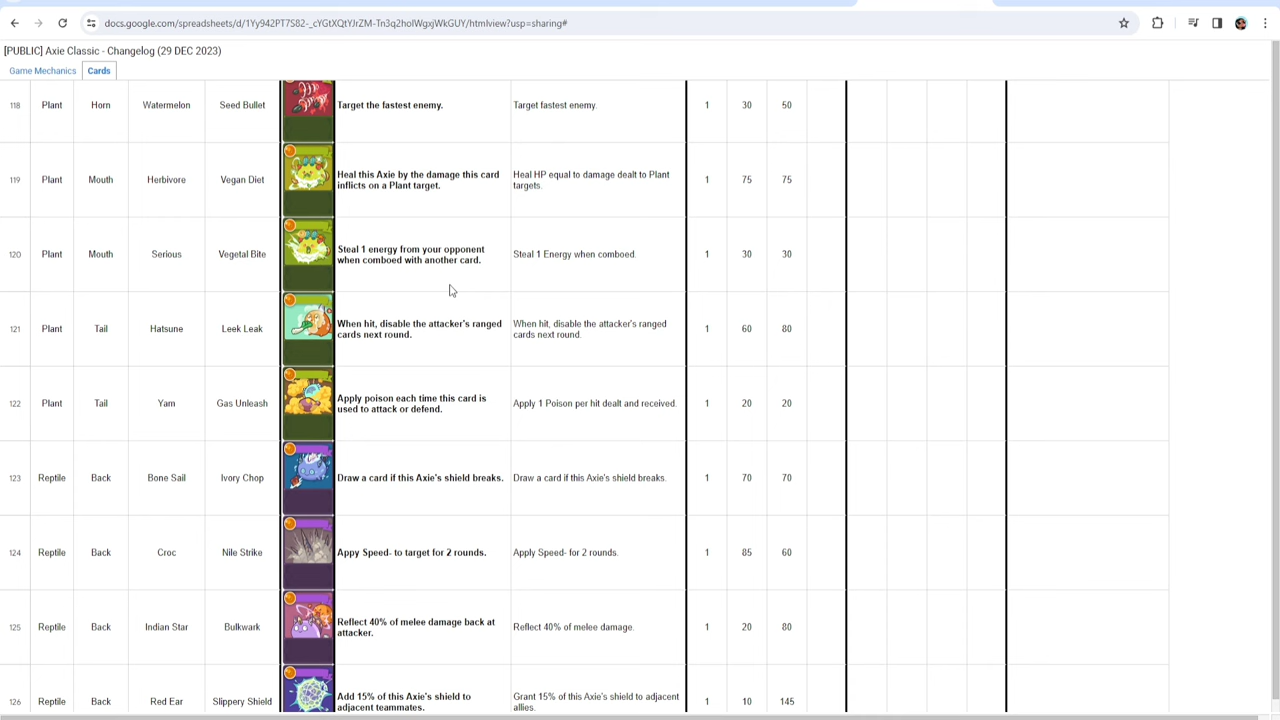 docs.google.com/spreadsheets/d/1Yy942PT7S82-_cYGtXQtYJrZM-Tn3q2holWqxjWkGUY/htmlview?usp=sharing#
[PUBLIC] Axie Classic - Changelog (29 DEC 2023)
Game Mechanics Cards
118 Plant Horn Watermelon Seed Bullet Target the fastest enemy. Target fastest enemy. 1 30 50
119 Plant Mouth Herbivore Vegan Diet Heal this Axie by the damage this card inflicts on a Plant target. Heal HP equal to damage dealt to Plant targets. 1 75 75
120 Plant Mouth Serious Vegetal Bite Steal 1 energy from your opponent when comboed with another card. Steal 1 Energy when comboed. 1 30 30
121 Plant Tail Hatsune Leek Leak When hit, disable the attacker's ranged cards next round. When hit, disable the attacker's ranged cards next round. 1 60 80
122 Plant Tail Yam Gas Unleash Apply poison each time this card is used to attack or defend. Apply 1 Poison per hit dealt and received. 1 20 20
123 Reptile Back Bone Sail Ivory Chop Draw a card if this Axie's shield breaks. Draw a card if this Axie's shield breaks. 1 70 70
124 Reptile Back Croc Nile Strike Appy Speed- to target for 2 rounds. Apply Speed- for 2 rounds. 1 85 60
125 Reptile Back Indian Star Bulkwark Reflect 40% of melee damage back at attacker. Reflect 40% of melee damage. 1 20 80
126 Reptile Back Red Ear Slippery Shield Add 15% of this Axie's shield to adjacent teammates. Grant 15% of this Axie's shield to adjacent allies. 1 10 145